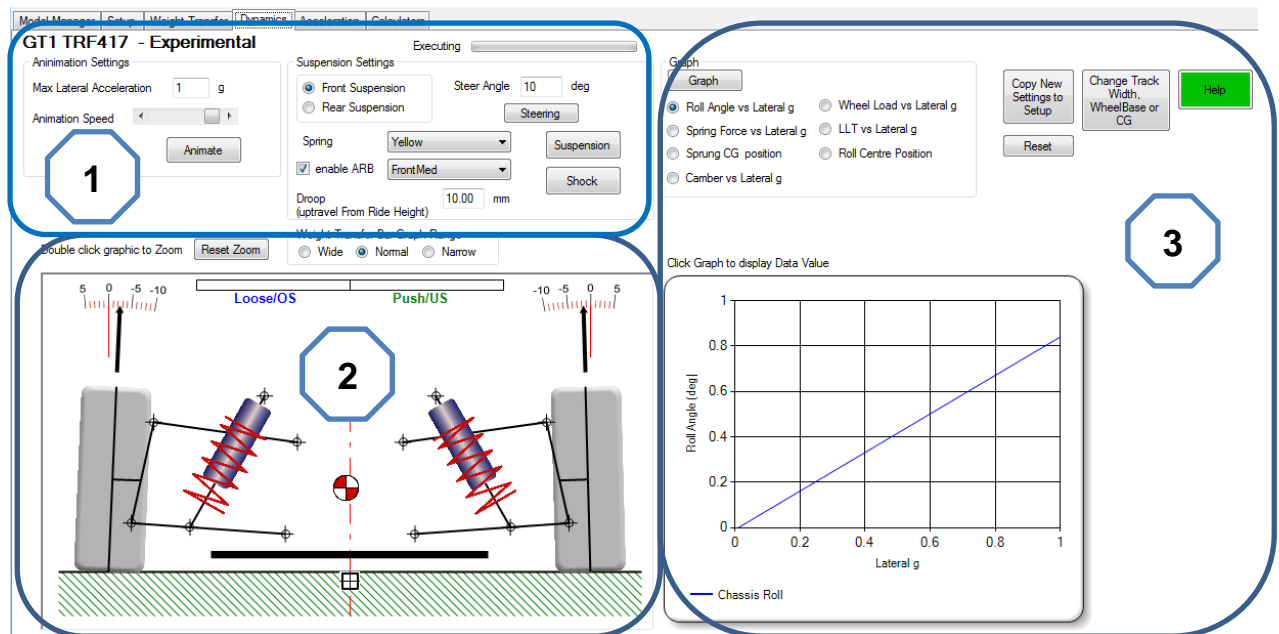 Model Manager Setup Weight Transfer Dynamics Acceleration Calculators
GT1 TRF417 - Experimental
Executing
Aninimation Settings
Max Lateral Acceleration 1 g
Animation Speed
Animate
1
Suspension Settings
Front Suspension
Rear Suspension
Steer Angle 10 deg
Steering
Spring Yellow
Suspension
enable ARB FrontMed
Shock
Droop 10.00 mm
(uptravel From Ride Height)
Graph
Graph
Roll Angle vs Lateral g
Wheel Load vs Lateral g
Spring Force vs Lateral g
LLT vs Lateral g
Sprung CG position
Roll Centre Position
Camber vs Lateral g
Copy New
Settings to
Setup
Change Track
Width,
WheelBase or
CG
Help
Reset
3
Double click graphic to Zoom Reset Zoom
Weight Transfer Bar Graph Range
Wide Normal Narrow
5 0 -5 -10
Loose/OS Push/US
-10 -5 0 5
2
Click Graph to display Data Value
1
0.8
0.6
0.4
0.2
0
Roll Angle [deg]
0 0.2 0.4 0.6 0.8 1
Lateral g
Chassis Roll